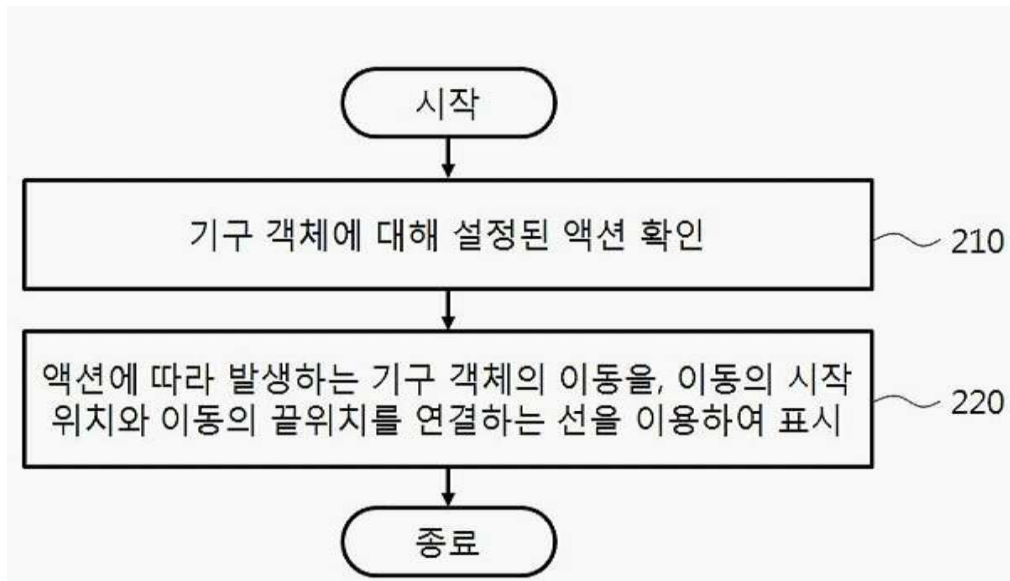 시작
기구 객체에 대해 설정된 액션 확인
210
액션에 따라 발생하는 기구 객체의 이동을, 이동의 시작
위치와 이동의 끝위치를 연결하는 선을 이용하여 표시
220
종료